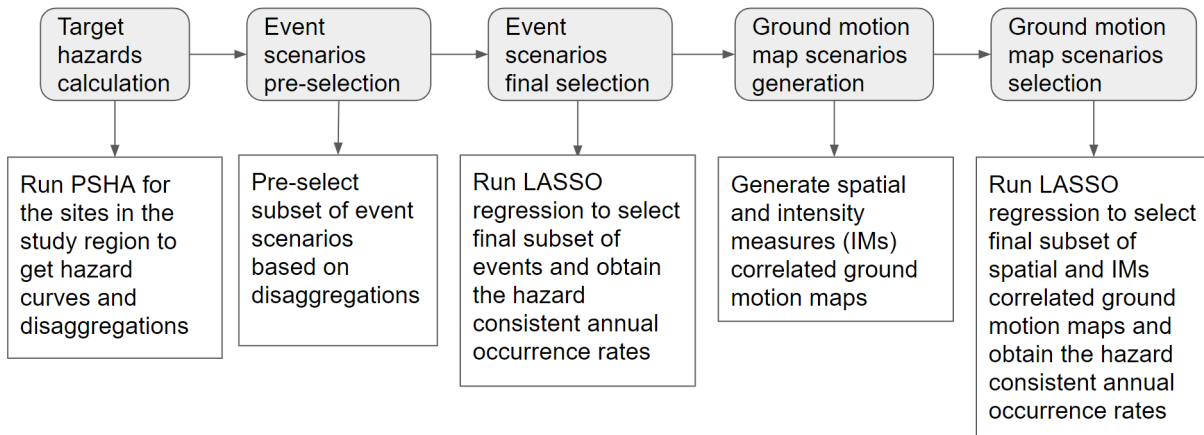 Target
hazards
calculation
Event
scenarios
pre-selection
Event
scenarios
final selection
Ground motion
map scenarios
generation
Ground motion
map scenarios
selection
Run PSHA for
the sites in the
study region to
get hazard
curves and
disaggregations
Pre-select
subset of event
scenarios
based on
disaggregations
Run LASSO
regression to select
final subset of
events and obtain
the hazard
consistent annual
occurrence rates
Generate spatial
and intensity
measures (IMs)
correlated ground
motion maps
Run LASSO
regression to select
final subset of
spatial and IMs
correlated ground
motion maps and
obtain the hazard
consistent annual
occurrence rates